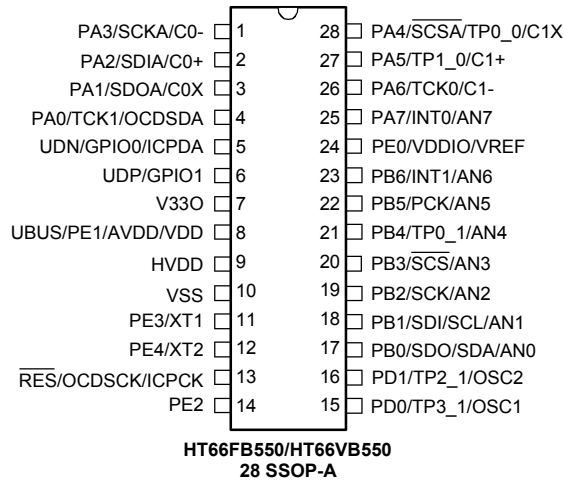 PA3/SCKA/C0- 1 28 PA4/SCSA/TP0_0/C1X
PA2/SDIA/C0+ 2 27 PA5/TP1_0/C1+
PA1/SDOA/C0X 3 26 PA6/TCK0/C1-
PA0/TCK1/OCDSDA 4 25 PA7/INT0/AN7
UDN/GPIO0/ICPDA 5 24 PE0/VDDIO/VREF
UDP/GPIO1 6 23 PB6/INT1/AN6
V33O 7 22 PB5/PCK/AN5
UBUS/PE1/AVDD/VDD 8 21 PB4/TP0_1/AN4
HVDD 9 20 PB3/SCS/AN3
VSS 10 19 PB2/SCK/AN2
PE3/XT1 11 18 PB1/SDI/SCL/AN1
PE4/XT2 12 17 PB0/SDO/SDA/AN0
RES/OCDSCK/ICPCK 13 16 PD1/TP2_1/OSC2
PE2 14 15 PD0/TP3_1/OSC1
HT66FB550/HT66VB550
28 SSOP-A